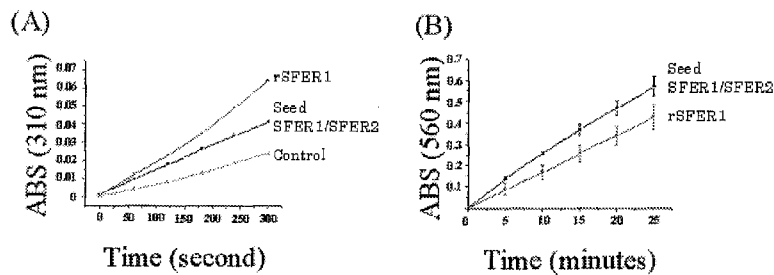 (A)
ABS (310 nm)
0.07
0.06
0.05
0.04
0.03
0.02
0.01
0
rSFER1
Seed
SFER1/SFER2
Control
0 50 100 150 200 250 300
Time (second)
(B)
ABS (560 nm)
0.7
0.6
0.5
0.4
0.3
0.2
0.1
Seed
SFER1/SFER2
rSFER1
0 5 10 15 20 25
Time (minutes)